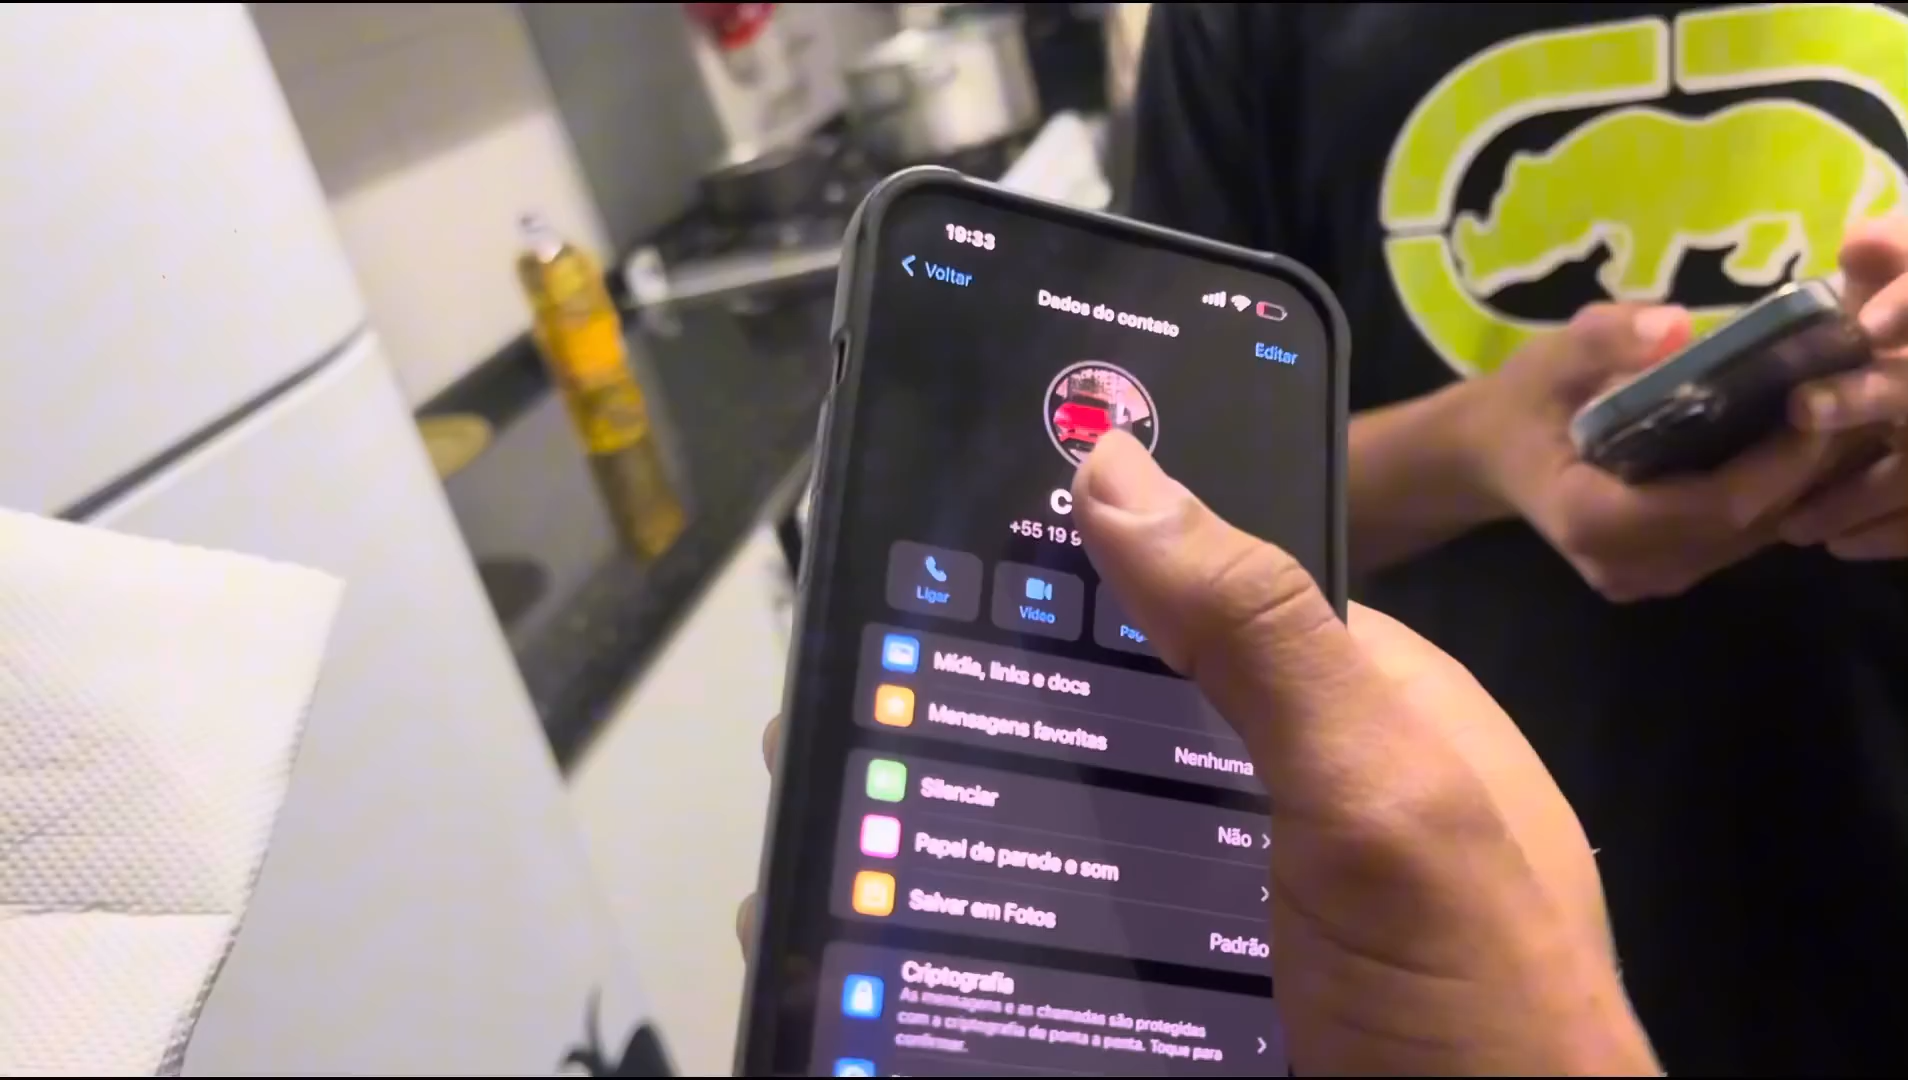 19:33
Voltar
Dados do contato
Editar
C
+55 19 9
Ligar
Vídeo
Mídia, links e docs
Mensagens favoritas
Nenhuma
Silenciar
Não
Papel de parede e som
Salvar em Fotos
Padrão
Criptografia
As mensagens e as chamadas são protegidas
com a criptografia de ponta a ponta. Toque para
confirmar.